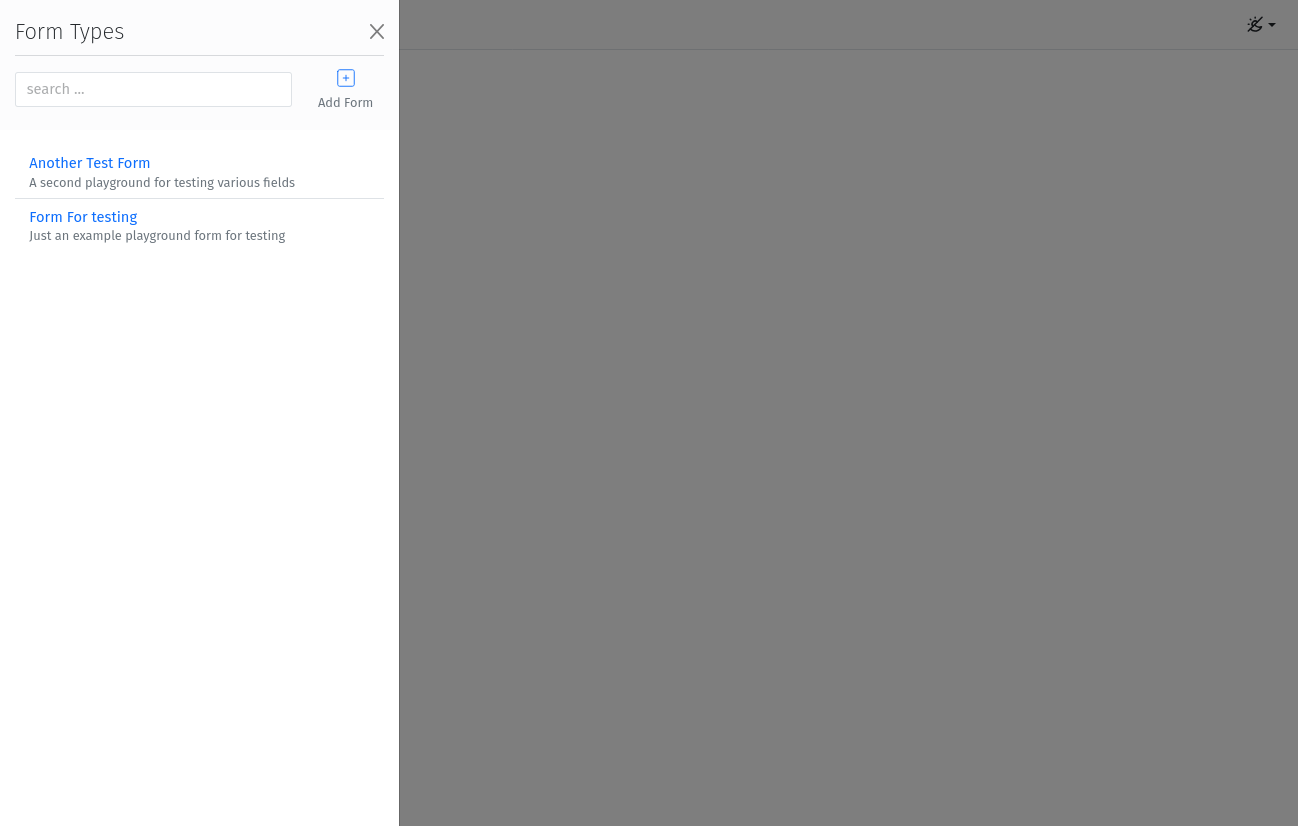 Form Types
search ...
Add Form
Another Test Form
A second playground for testing various fields
Form For testing
Just an example playground form for testing